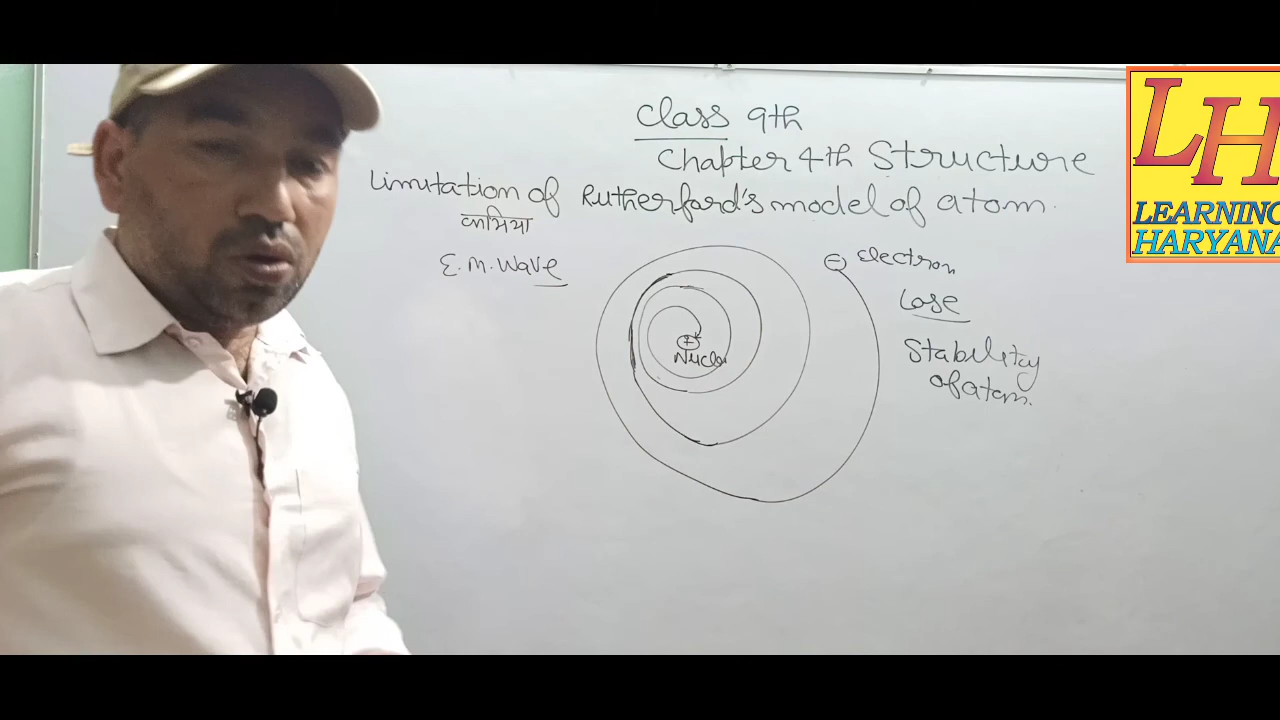 Class 9th
Chapter 4th Structure
Limitation of Rutherford's model of atom.
कामिया
E.M. Wave
electron
Lose
Stability
of atom.
+
Nucleus
LH
LEARNING
HARYANA